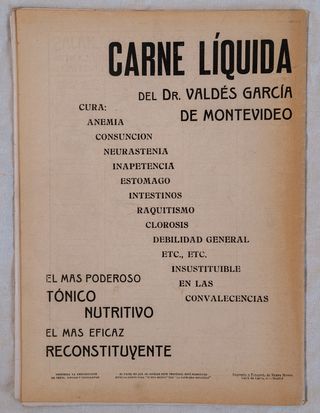 CARNE LÍQUIDA
DEL DR. VALDÉS GARCÍA
DE MONTEVIDEO
CURA:
ANEMIA
CONSUNCION
NEURASTENIA
INAPETENCIA
ESTOMAGO
INTESTINOS
RAQUITISMO
CLOROSIS
DEBILIDAD GENERAL
ETC., ETC.
INSUSTITUIBLE
EN LAS
CONVALECENCIAS
EL MAS PODEROSO
TÓNICO
NUTRITIVO
EL MAS EFICAZ
RECONSTITUYENTE